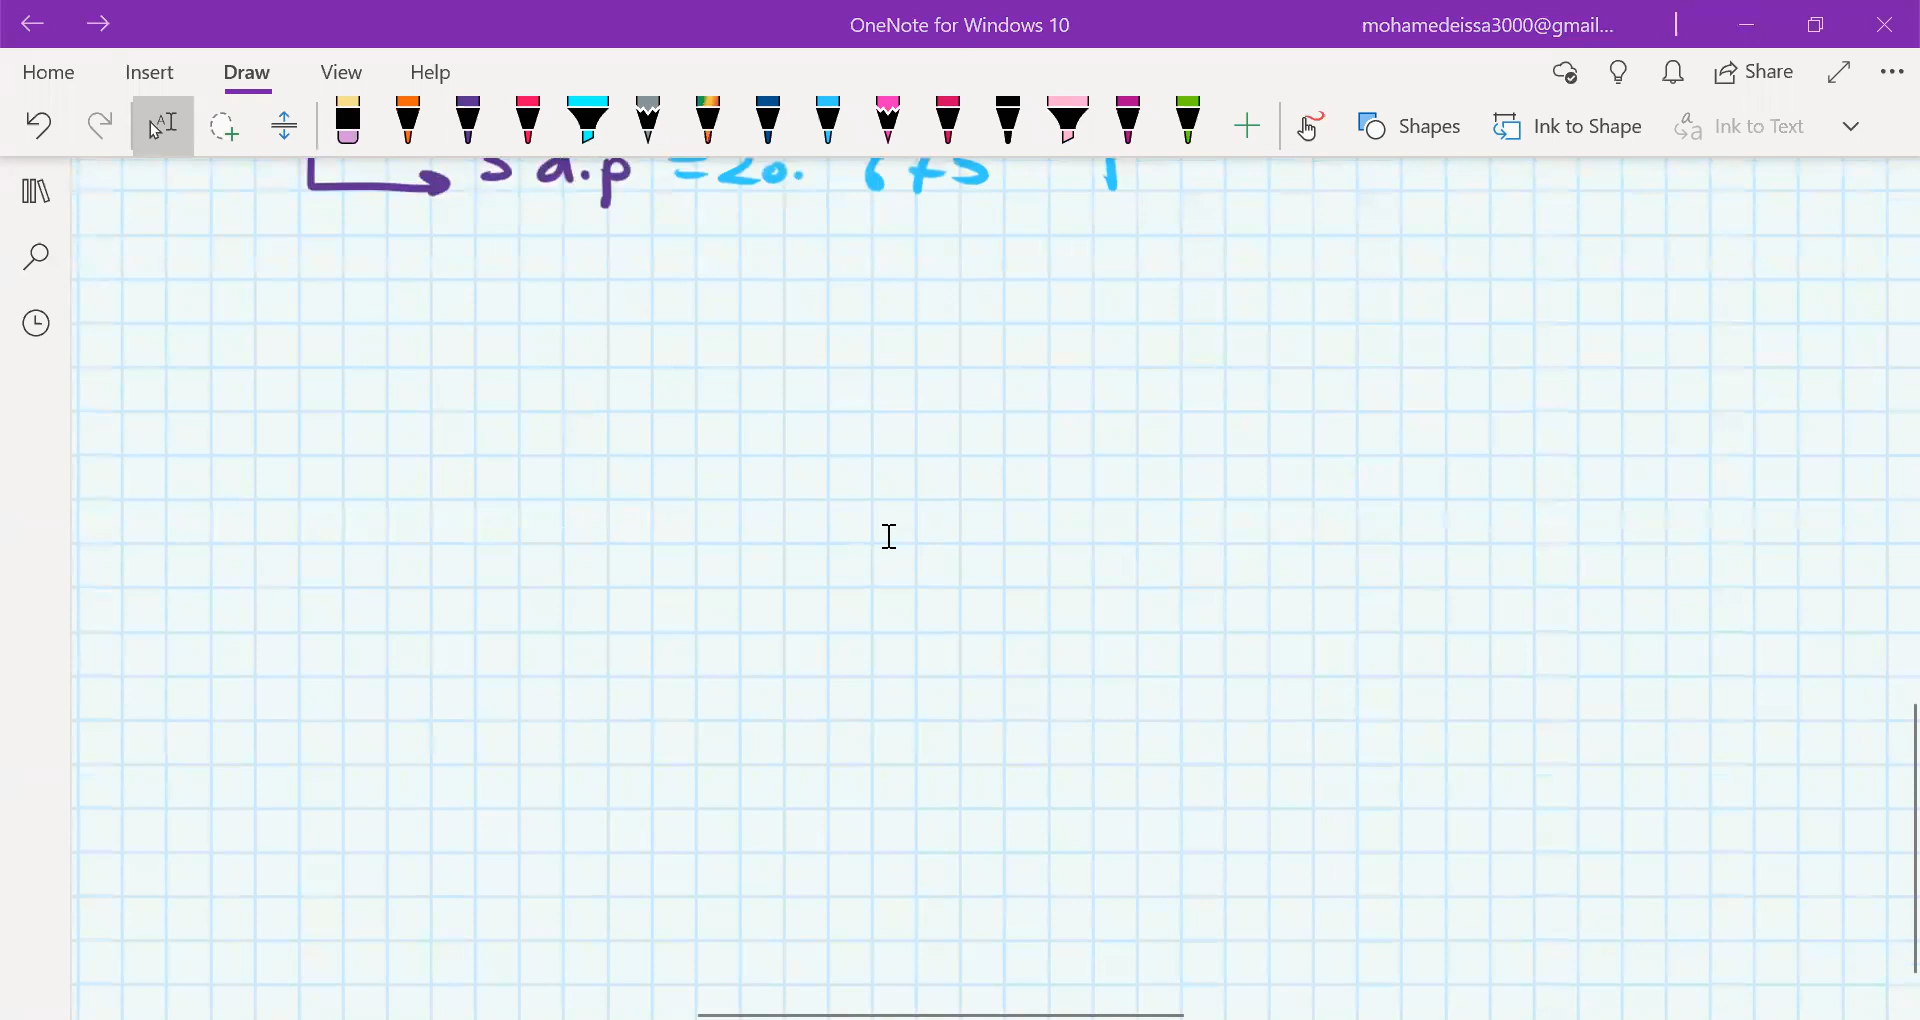 OneNote for Windows 10
mohamedeissa3000@gmail...
Home Insert Draw View Help
Share
Shapes Ink to Shape Ink to Text
a.p =20.